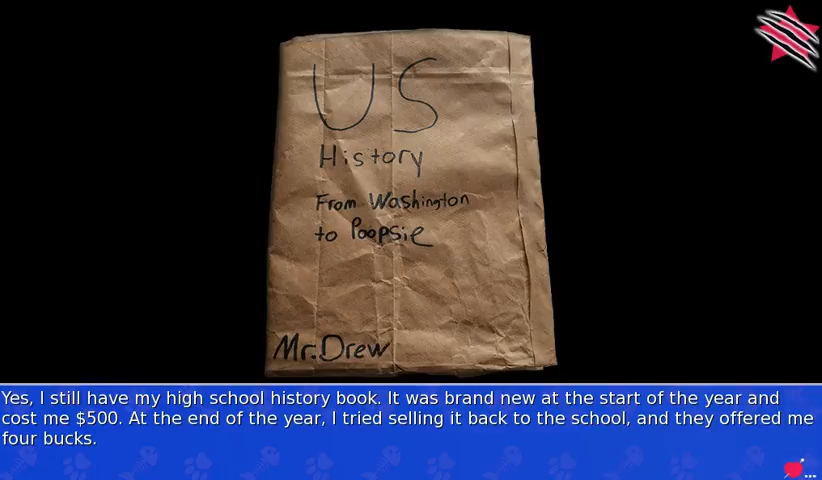 US
History
From Washington
to Poopsie
Mr. Drew
Yes, I still have my high school history book. It was brand new at the start of the year and
cost me $500. At the end of the year, I tried selling it back to the school, and they offered me
four bucks.
...